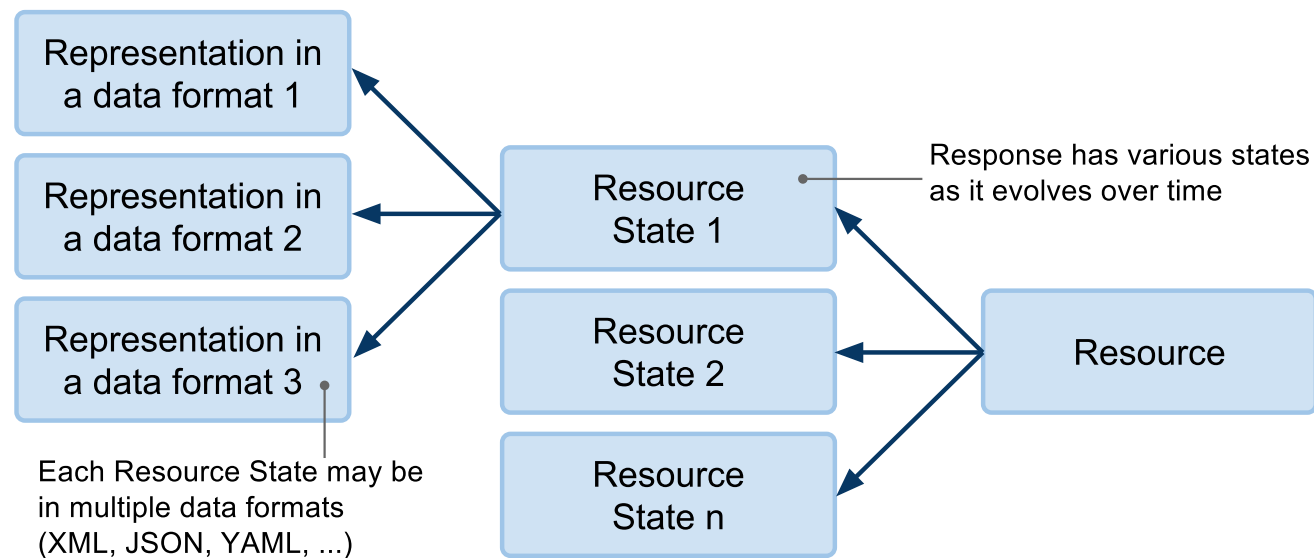 Representation in
a data format 1
Representation in
a data format 2
Representation in
a data format 3
Each Resource State may be
in multiple data formats
(XML, JSON, YAML, ...)
Resource
State 1
Resource
State 2
Resource
State n
Response has various states
as it evolves over time
Resource